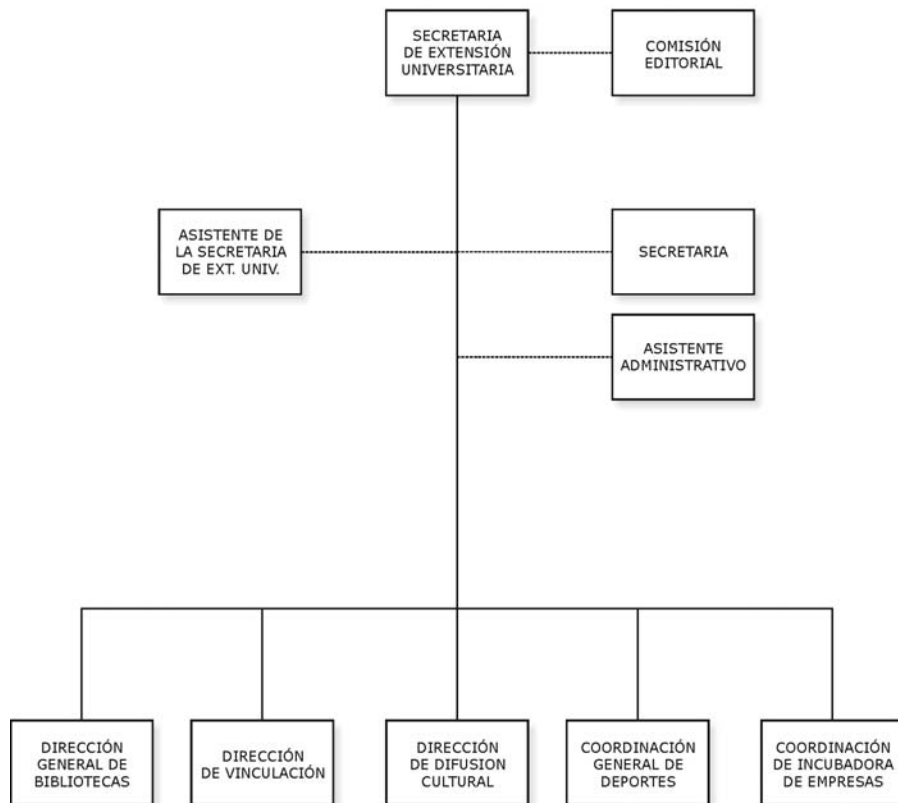 SECRETARIA
DE EXTENSIÓN
UNIVERSITARIA
COMISIÓN
EDITORIAL
ASISTENTE DE
LA SECRETARIA
DE EXT. UNIV.
SECRETARIA
ASISTENTE
ADMINISTRATIVO
DIRECCIÓN
GENERAL DE
BIBLIOTECAS
DIRECCIÓN
DE VINCULACIÓN
DIRECCIÓN
DE DIFUSION
CULTURAL
COORDINACIÓN
GENERAL DE
DEPORTES
COORDINACIÓN
DE INCUBADORA
DE EMPRESAS